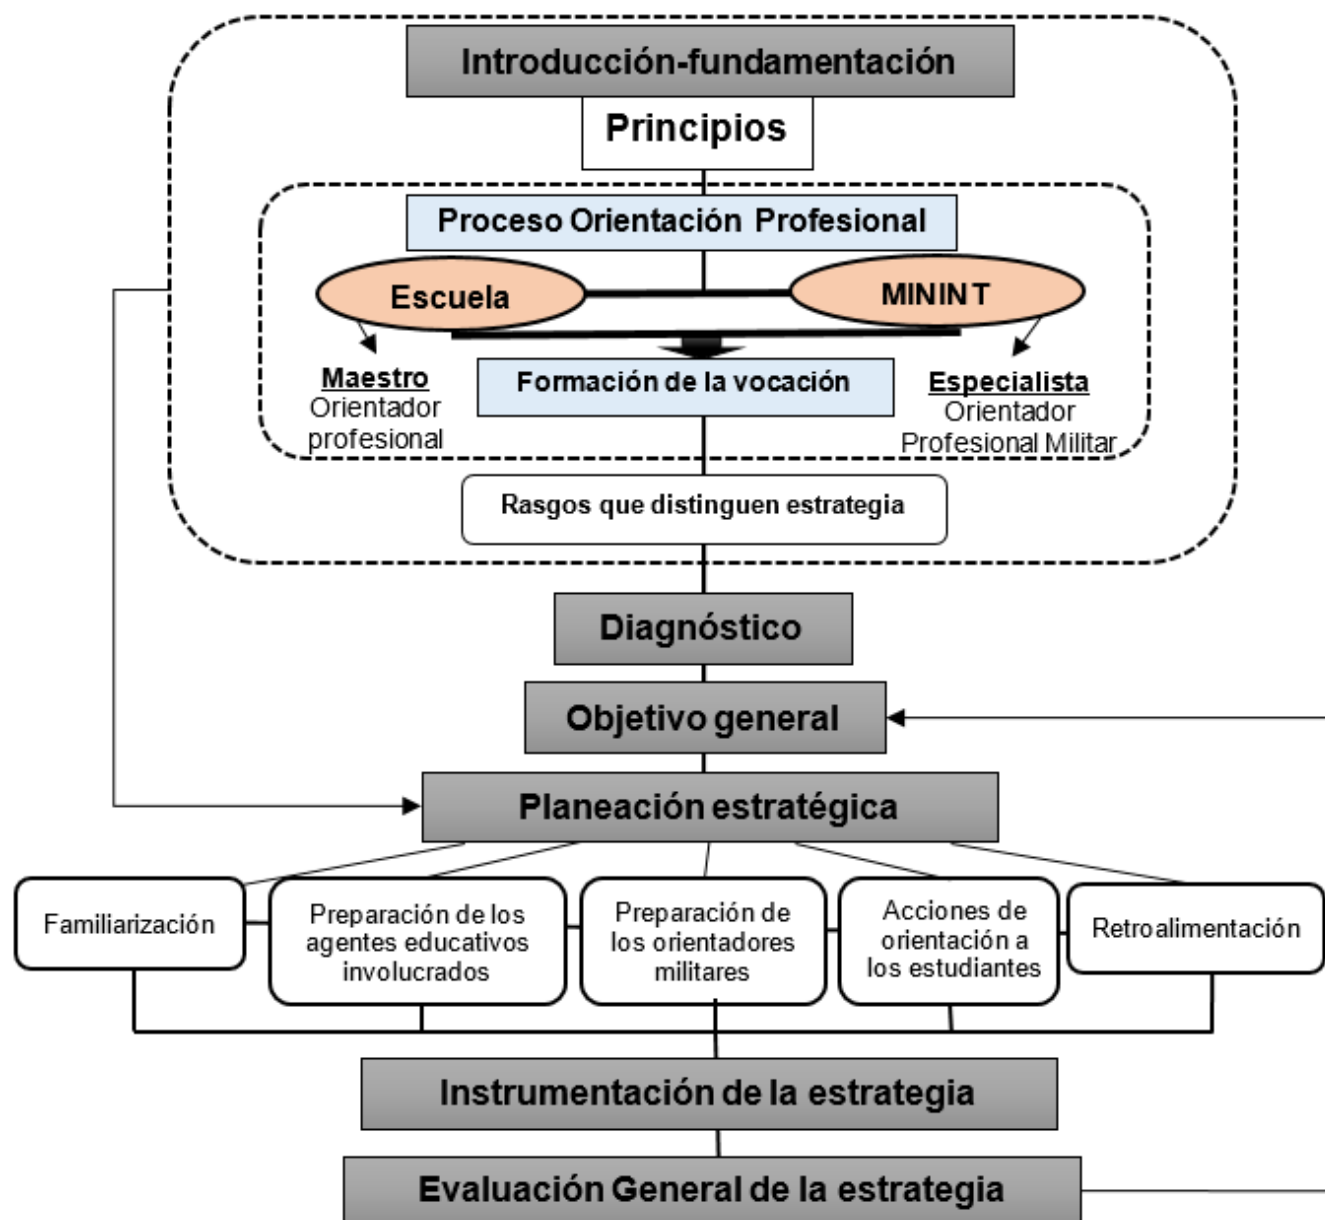 Introducción-fundamentación
Principios
Proceso Orientación Profesional
Escuela
MININT
Maestro
Orientador
profesional
Formación de la vocación
Especialista
Orientador
Profesional Militar
Rasgos que distinguen estrategia
Diagnóstico
Objetivo general
Planeación estratégica
Familiarización
Preparación de los
agentes educativos
involucrados
Preparación de
los orientadores
militares
Acciones de
orientación a
los estudiantes
Retroalimentación
Instrumentación de la estrategia
Evaluación General de la estrategia